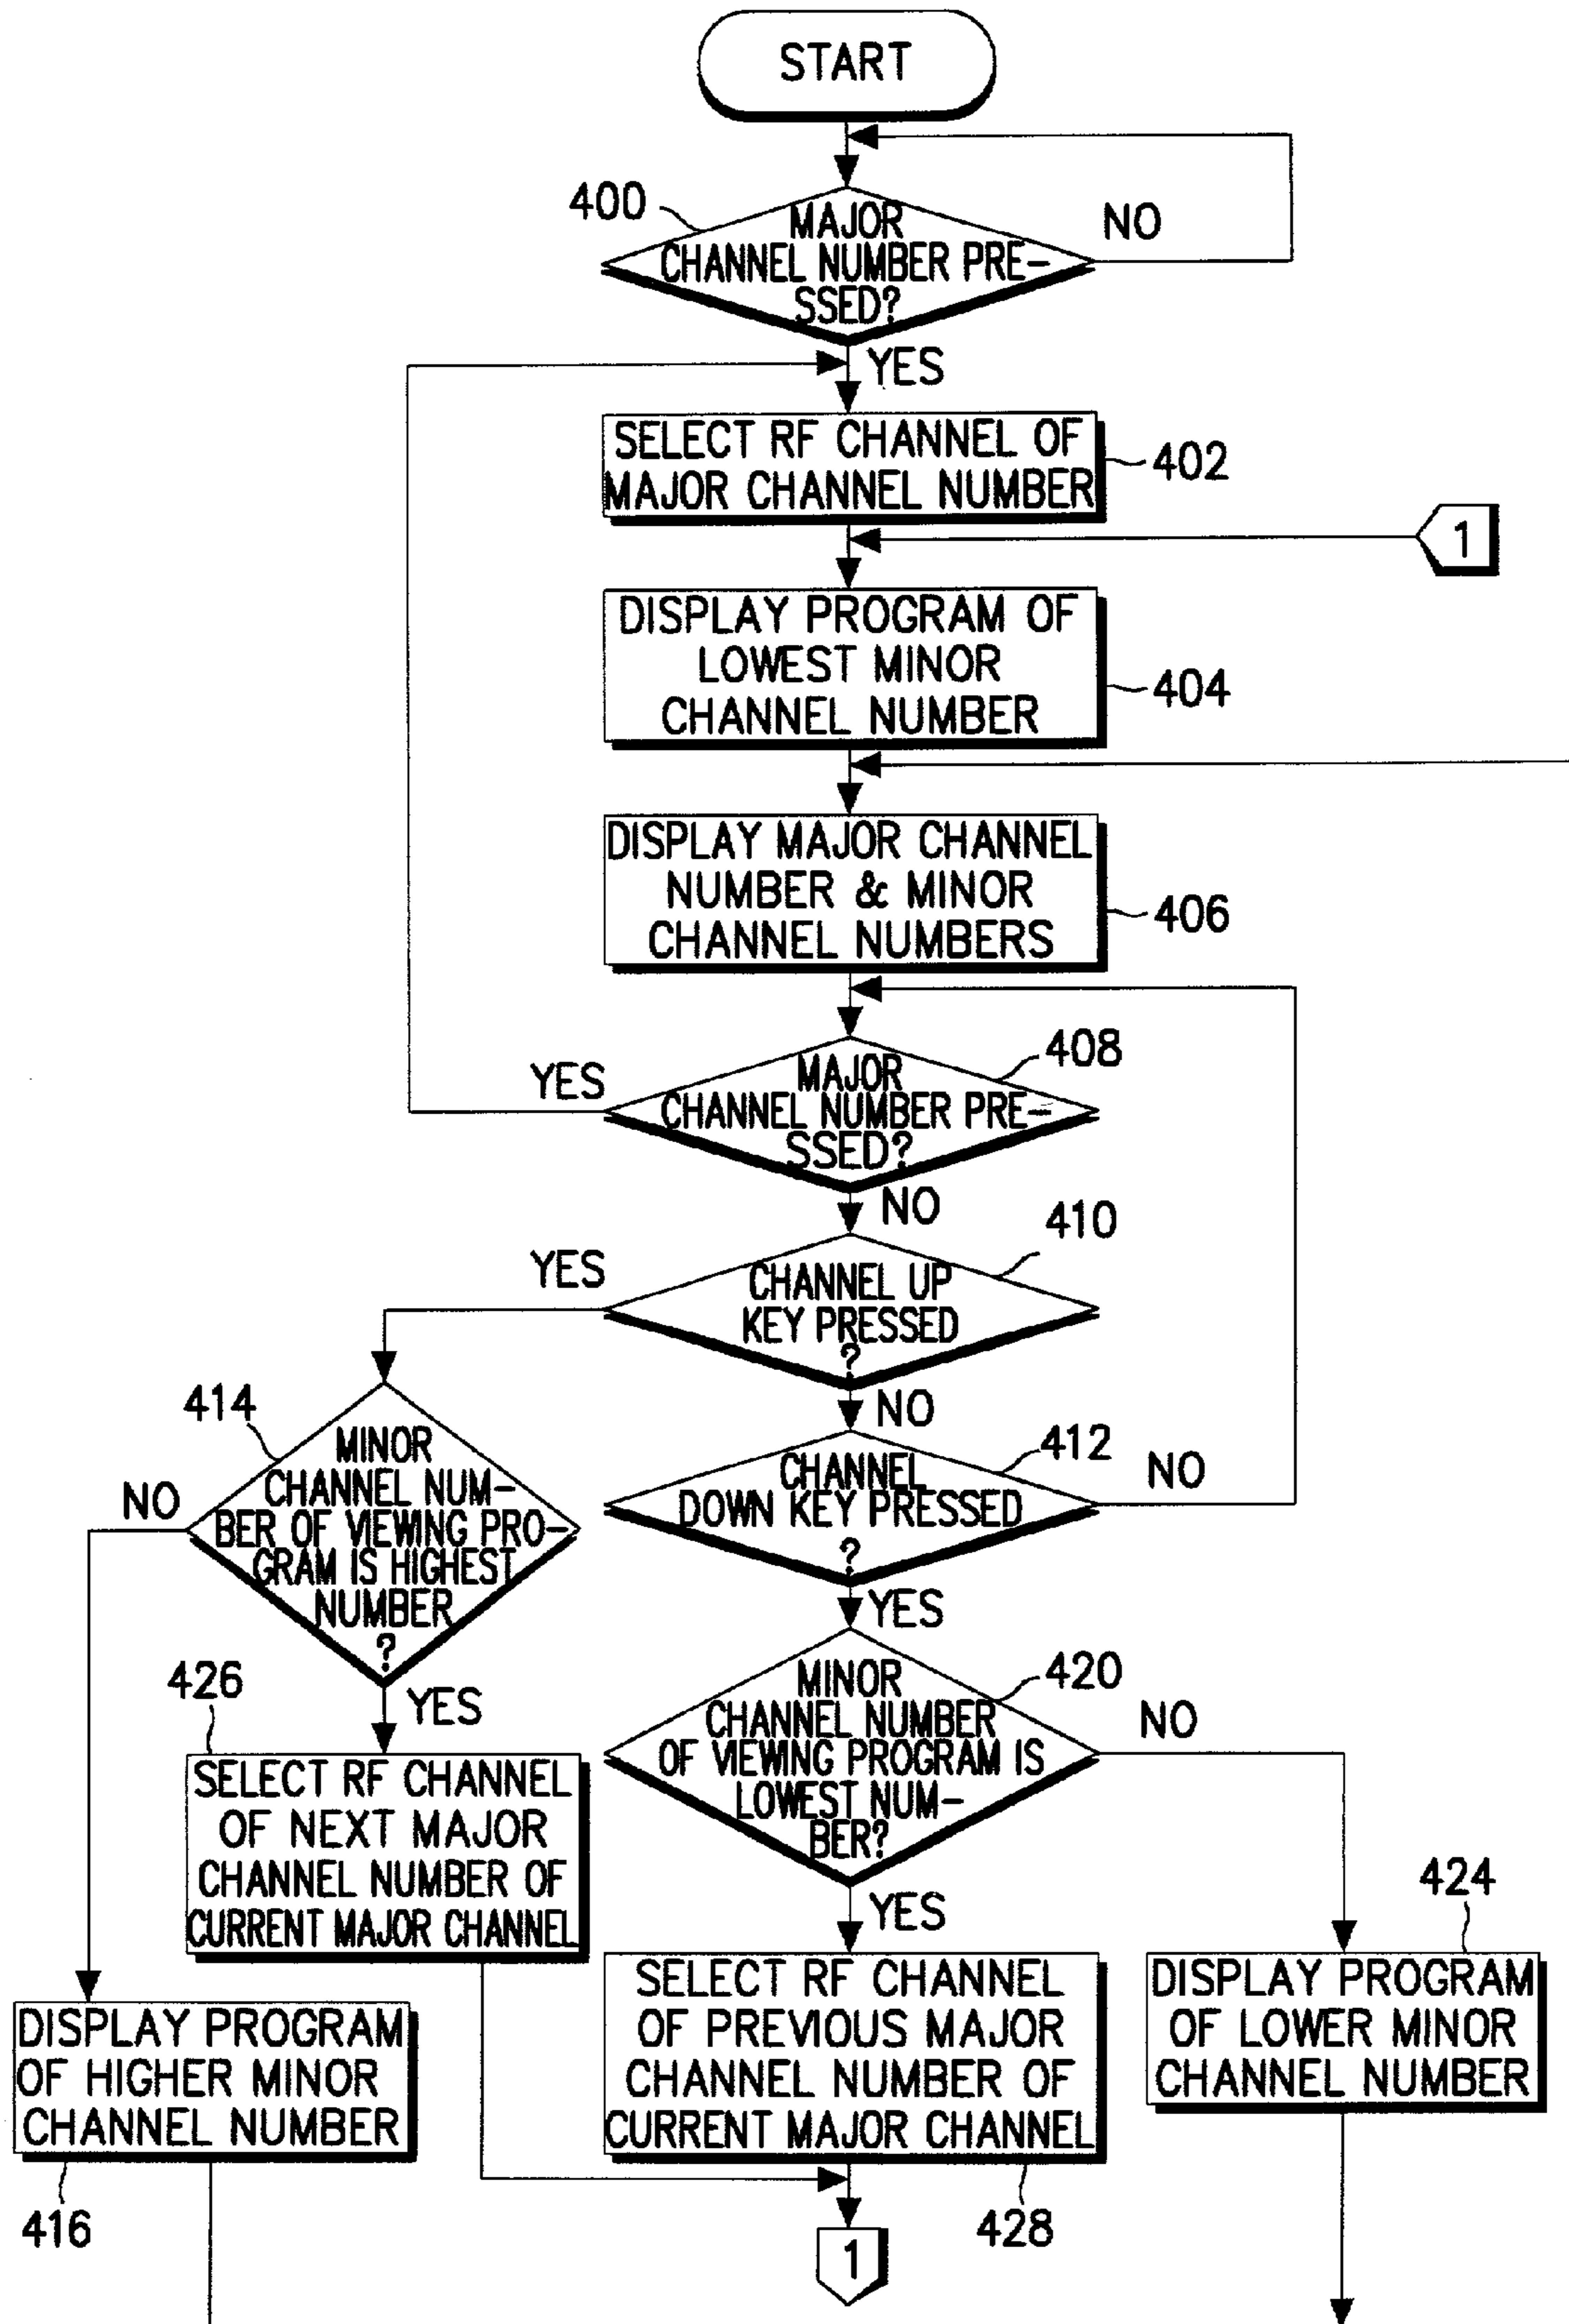 START
400
MAJOR
CHANNEL NUMBER PRE-
SSED?
NO
YES
SELECT RF CHANNEL OF
MAJOR CHANNEL NUMBER
402
1
DISPLAY PROGRAM OF
LOWEST MINOR
CHANNEL NUMBER
404
DISPLAY MAJOR CHANNEL
NUMBER & MINOR
CHANNEL NUMBERS
406
408
YES
MAJOR
CHANNEL NUMBER PRE-
SSED?
NO
410
YES
CHANNEL UP
KEY PRESSED
?
NO
414
MINOR
CHANNEL NUM-
BER OF VIEWING PRO-
GRAM IS HIGHEST
NUMBER
?
NO
YES
412
CHANNEL
DOWN KEY PRESSED
?
NO
YES
426
SELECT RF CHANNEL
OF NEXT MAJOR
CHANNEL NUMBER OF
CURRENT MAJOR CHANNEL
420
MINOR
CHANNEL NUMBER
OF VIEWING PROGRAM IS
LOWEST NUM-
BER?
NO
YES
424
DISPLAY PROGRAM
OF HIGHER MINOR
CHANNEL NUMBER
416
SELECT RF CHANNEL
OF PREVIOUS MAJOR
CHANNEL NUMBER OF
CURRENT MAJOR CHANNEL
428
DISPLAY PROGRAM
OF LOWER MINOR
CHANNEL NUMBER
1